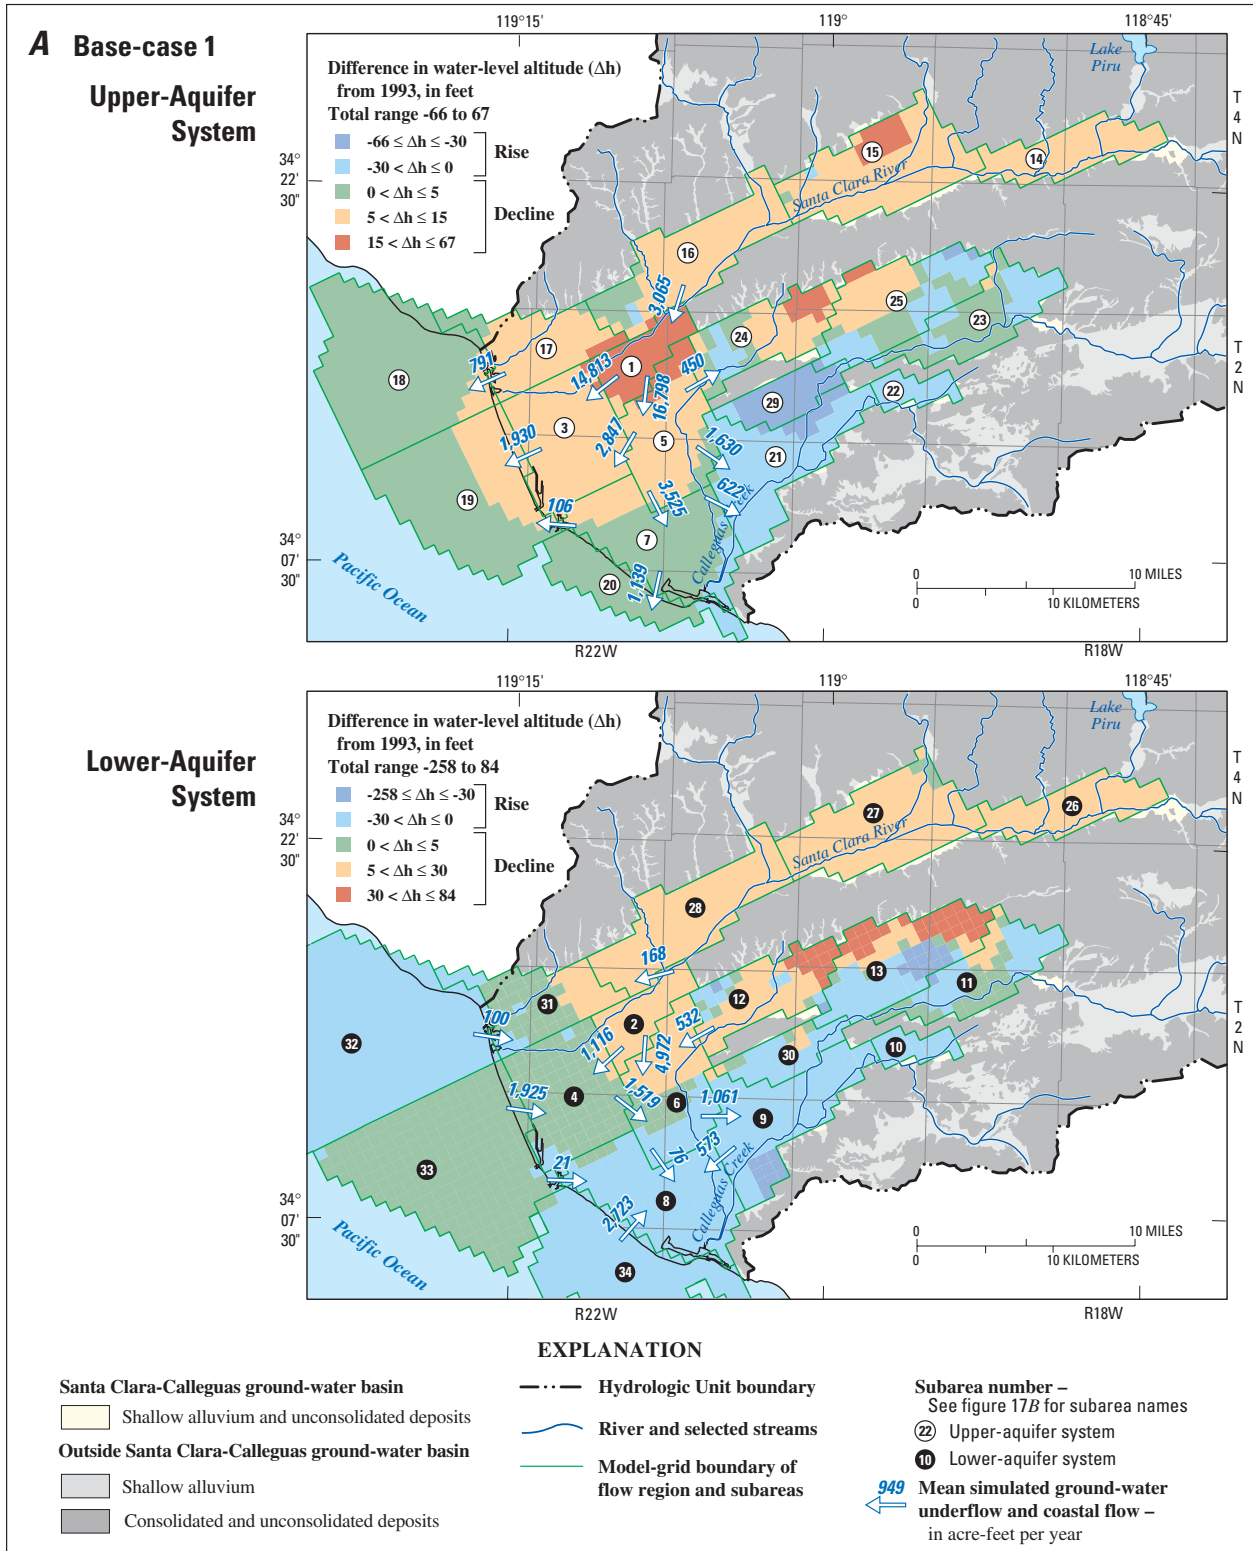 A Base-case 1
Upper-Aquifer
System
119°15'
119°
118°45'
Difference in water-level altitude (Δh)
from 1993, in feet
Total range -66 to 67
-66 ≤ Δh ≤ -30
-30 < Δh ≤ 0
Rise
0 < Δh ≤ 5
5 < Δh ≤ 15
15 < Δh ≤ 67
Decline
34°
22'
30"
Lake
Piru
T
4
N
15
14
Santa Clara River
16
3,065
25
23
24
17
1
791
18
14,813
16,798
450
29
22
T
2
N
3
2,847
5
1,930
1,630
21
19
106
3,525
622
7
Calleguas Creek
34°
07'
30"
20
1,139
Pacific Ocean
0
10 MILES
0
10 KILOMETERS
R22W
R18W
Lower-Aquifer
System
119°15'
119°
118°45'
Difference in water-level altitude (Δh)
from 1993, in feet
Total range -258 to 84
-258 ≤ Δh ≤ -30
-30 < Δh ≤ 0
Rise
0 < Δh ≤ 5
5 < Δh ≤ 30
30 < Δh ≤ 84
Decline
34°
22'
30"
Lake
Piru
T
4
N
27
26
Santa Clara River
28
168
13
11
12
31
2
532
100
32
1,116
4,972
30
10
T
2
N
1,925
4
1,519
6
1,061
9
33
21
76
573
8
2,723
Calleguas Creek
34°
07'
30"
34
Pacific Ocean
0
10 MILES
0
10 KILOMETERS
R22W
R18W
EXPLANATION
Santa Clara-Calleguas ground-water basin
Shallow alluvium and unconsolidated deposits
Outside Santa Clara-Calleguas ground-water basin
Shallow alluvium
Consolidated and unconsolidated deposits
Hydrologic Unit boundary
River and selected streams
Model-grid boundary of
flow region and subareas
Subarea number –
See figure 17B for subarea names
22 Upper-aquifer system
10 Lower-aquifer system
949 Mean simulated ground-water
underflow and coastal flow –
in acre-feet per year